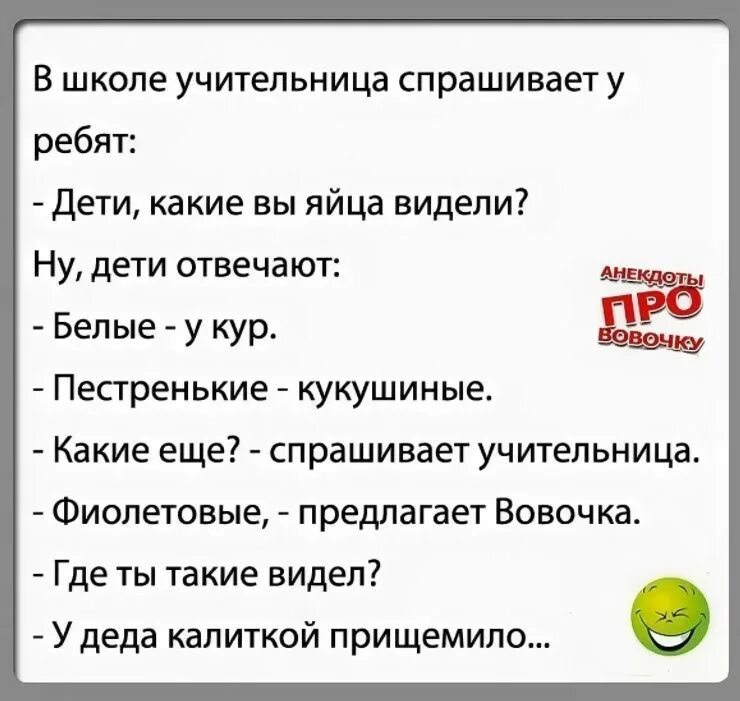 В школе учительница спрашивает у
ребят:
- Дети, какие вы яйца видели?
Ну, дети отвечают:
- Белые - у кур.
- Пестренькие - кукушиные.
- Какие еще? - спрашивает учительница.
- Фиолетовые, - предлагает Вовочка.
- Где ты такие видел?
- У деда калиткой прищемило...
АНЕКДОТЫ
ПРО
ВОВОЧКУ